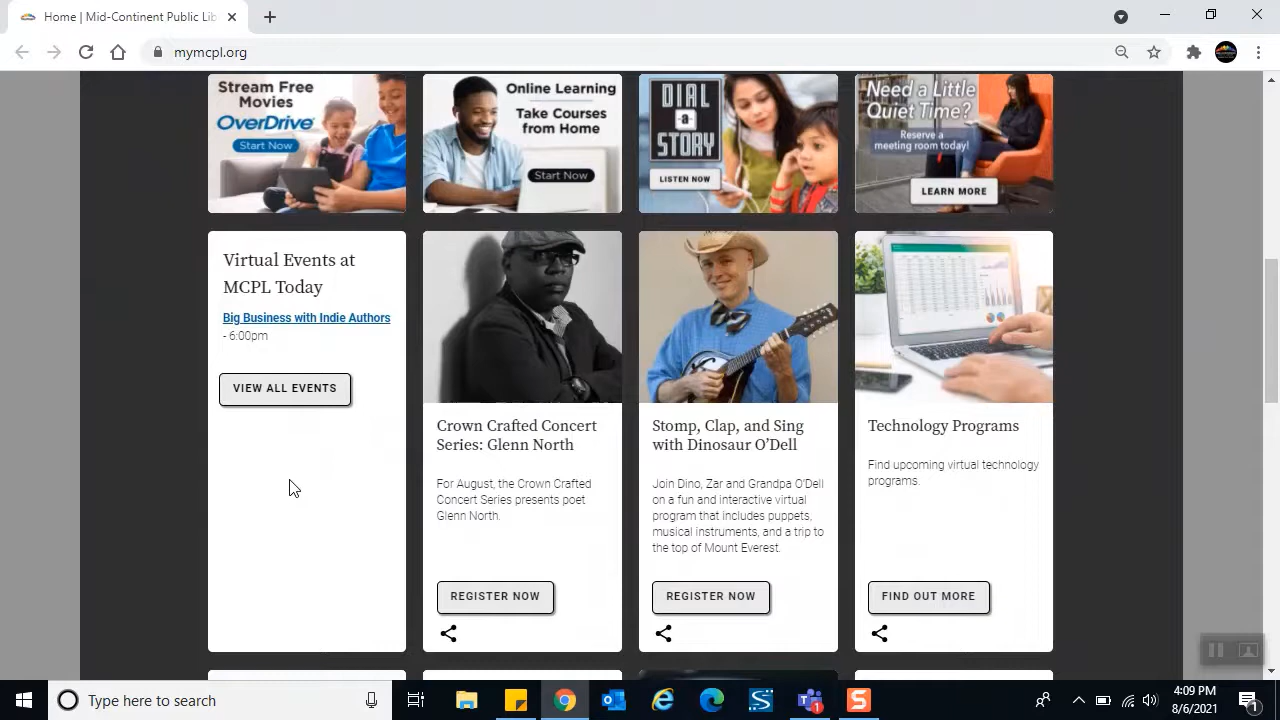 Home | Mid-Continent Public Lib
mymcpl.org
Stream Free
Movies
OverDrive
Start Now
Online Learning
Take Courses
from Home
Start Now
DIAL
a
STORY
LISTEN NOW
Need a Little
Quiet Time?
Reserve a
meeting room today!
LEARN MORE
Virtual Events at
MCPL Today
Big Business with Indie Authors
- 6:00pm
VIEW ALL EVENTS
Crown Crafted Concert
Series: Glenn North
For August, the Crown Crafted
Concert Series presents poet
Glenn North.
REGISTER NOW
Stomp, Clap, and Sing
with Dinosaur O’Dell
Join Dino, Zar and Grandpa O'Dell
on a fun and interactive virtual
program that includes puppets,
musical instruments, and a trip to
the top of Mount Everest.
REGISTER NOW
Technology Programs
Find upcoming virtual technology
programs.
FIND OUT MORE
Type here to search
1
4:09 PM
8/6/2021
1